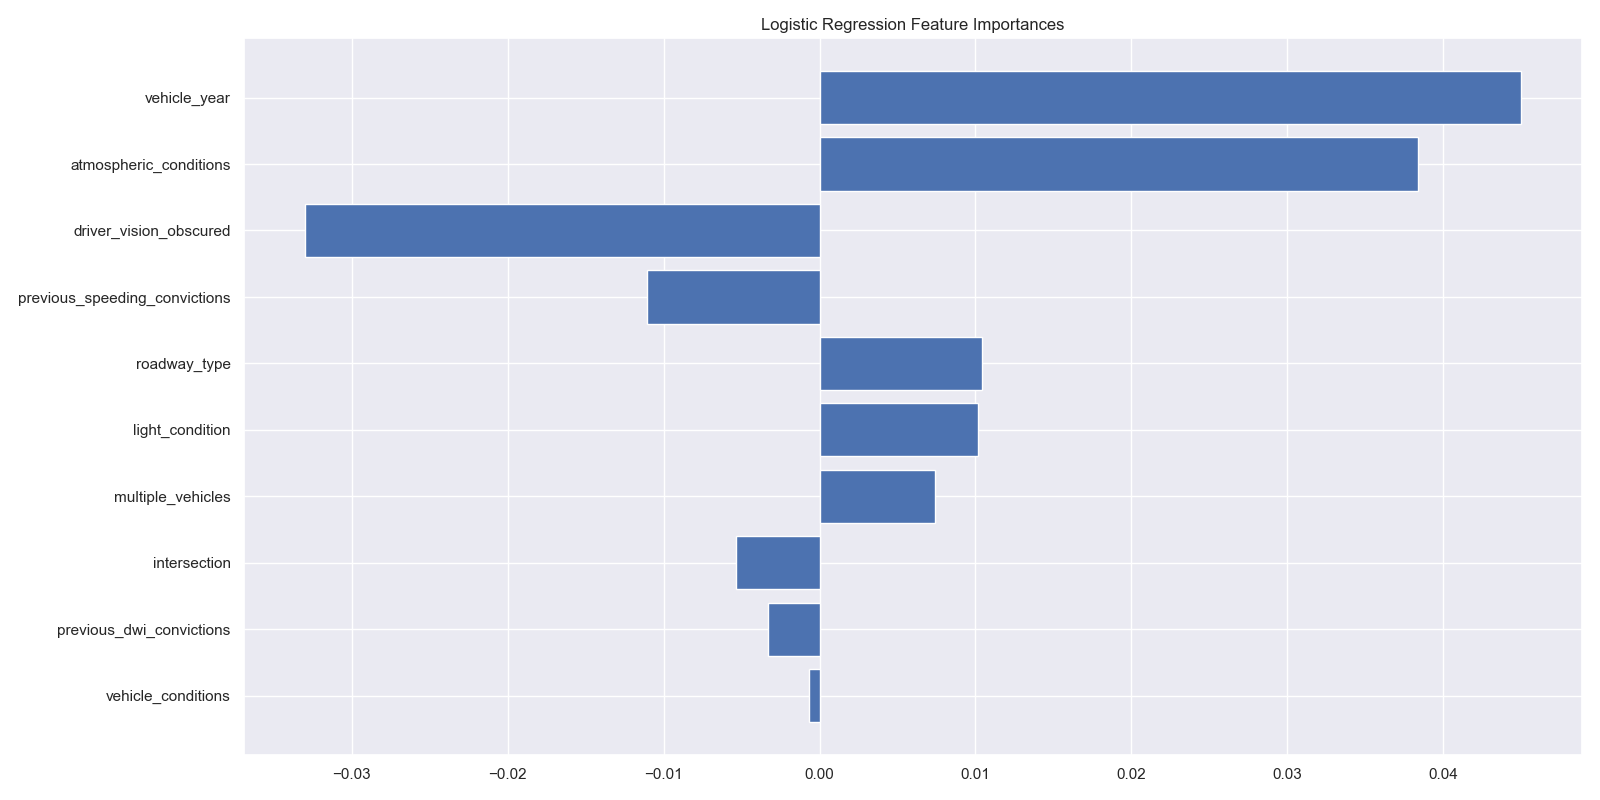 Logistic Regression Feature Importances
vehicle_year
atmospheric_conditions
driver_vision_obscured
previous_speeding_convictions
roadway_type
light_condition
multiple_vehicles
intersection
previous_dwi_convictions
vehicle_conditions
−0.03 −0.02 −0.01 0.00 0.01 0.02 0.03 0.04